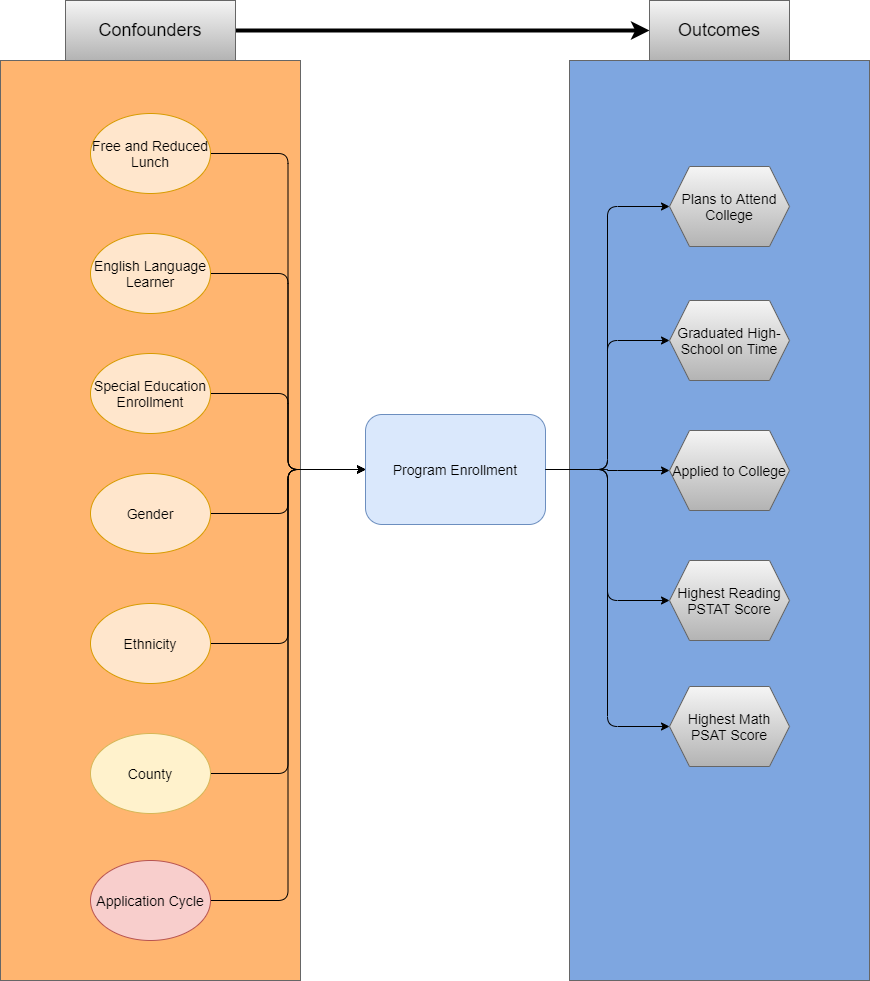 Confounders
Outcomes
Free and Reduced
Lunch
English Language
Learner
Special Education
Enrollment
Gender
Ethnicity
County
Application Cycle
Program Enrollment
Plans to Attend
College
Graduated High-
School on Time
Applied to College
Highest Reading
PSTAT Score
Highest Math
PSAT Score